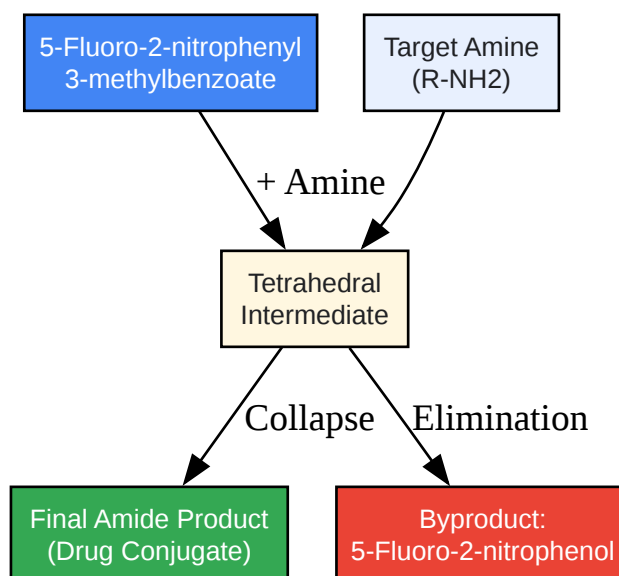 5-Fluoro-2-nitrophenyl
3-methylbenzoate
Target Amine
(R-NH2)
+ Amine
Tetrahedral
Intermediate
Collapse
Elimination
Final Amide Product
(Drug Conjugate)
Byproduct:
5-Fluoro-2-nitrophenol